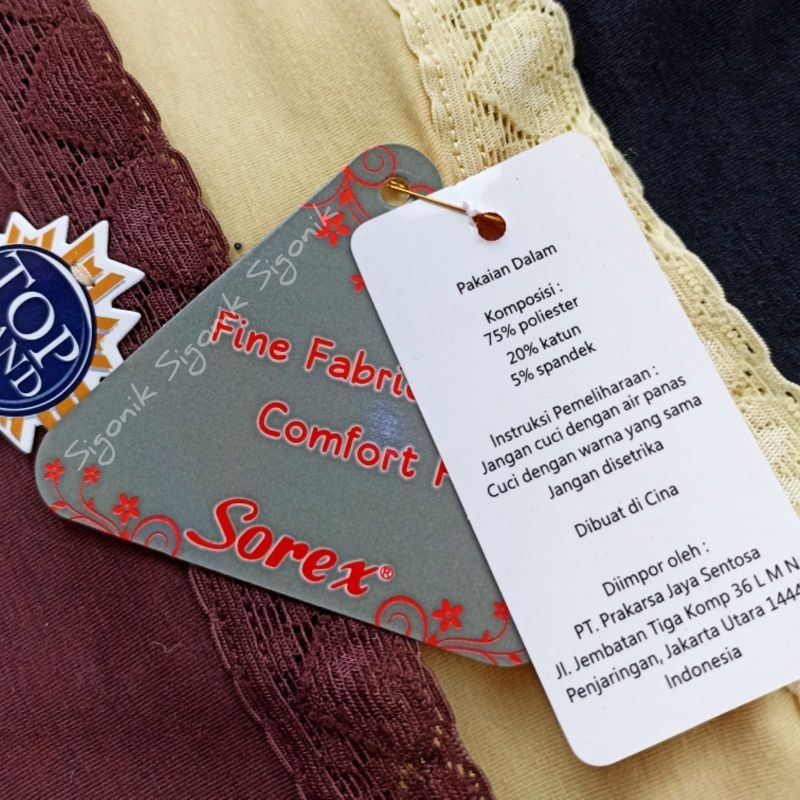 TOP
Sigonik Sigonik Sigonik
Fine Fabric
Comfort
Sorex®
Pakaian Dalam
Komposisi :
75% poliester
20% katun
5% spandek
Instruksi Pemeliharaan :
Jangan cuci dengan air panas
Cuci dengan warna yang sama
Jangan disetrika
Dibuat di Cina
Diimpor oleh :
PT. Prakarsa Jaya Sentosa
Jl. Jembatan Tiga Komp 36 L M N
Penjaringan, Jakarta Utara
Indonesia